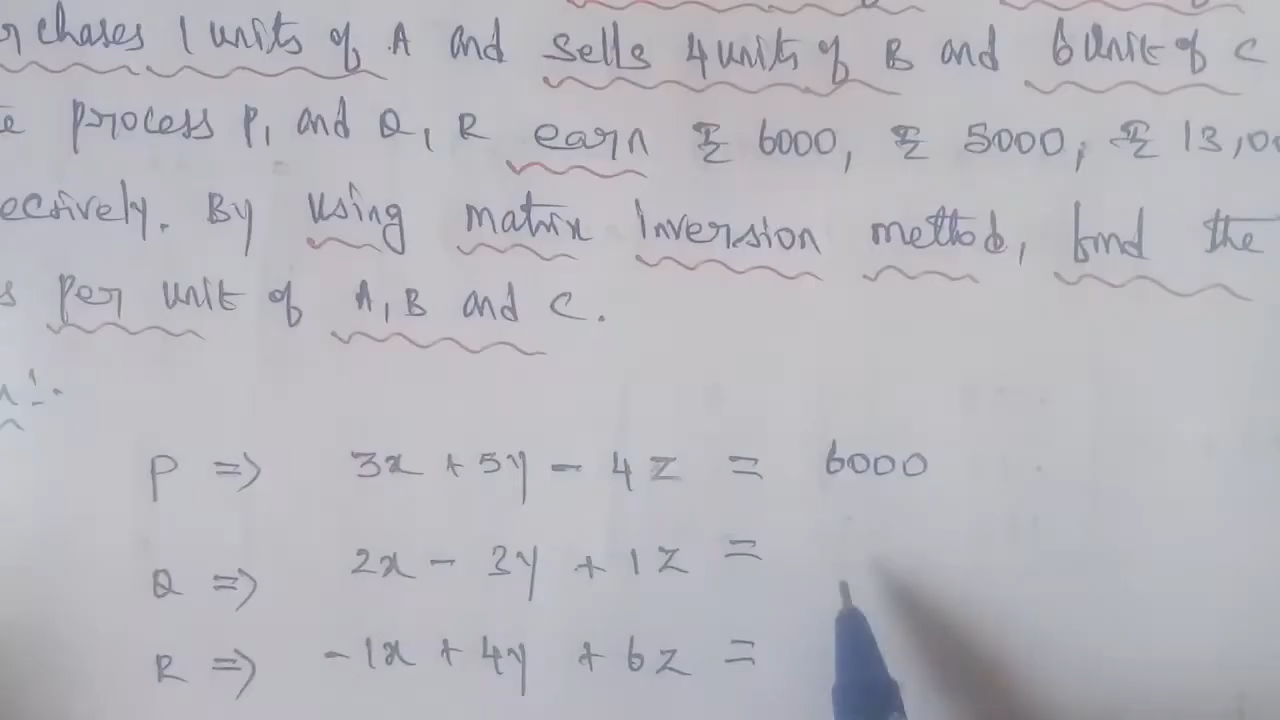 chases 1 units of A and sells 4 units of B and 6 unit of C
process P, and Q, R earn ₹ 6000, ₹ 5000, ₹ 13,0
ectively. By using matrix inversion method, find the
s per unit of A, B and C.
n:-
P => 3x + 5y - 4z = 6000
Q => 2x - 3y + 1z =
R => -1x + 4y + 6z =